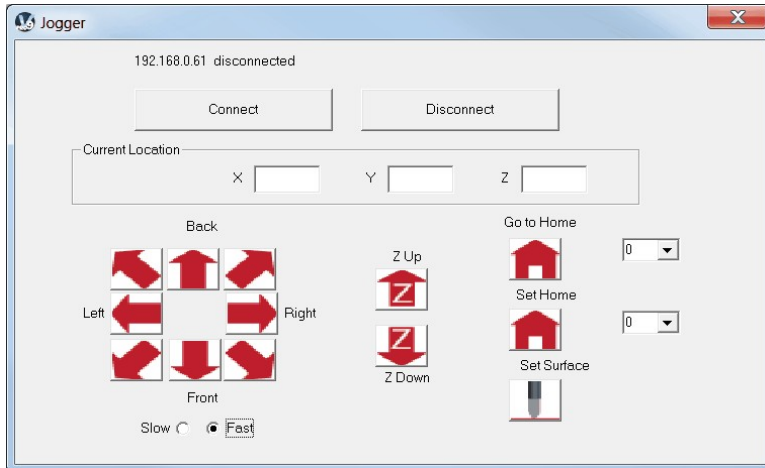 Jogger
192.168.0.61 disconnected
Connect
Disconnect
Current Location
X
Y
Z
Back
Left
Right
Front
Slow
Fast
Z Up
Z
Z
Z Down
Go to Home
0
Set Home
0
Set Surface